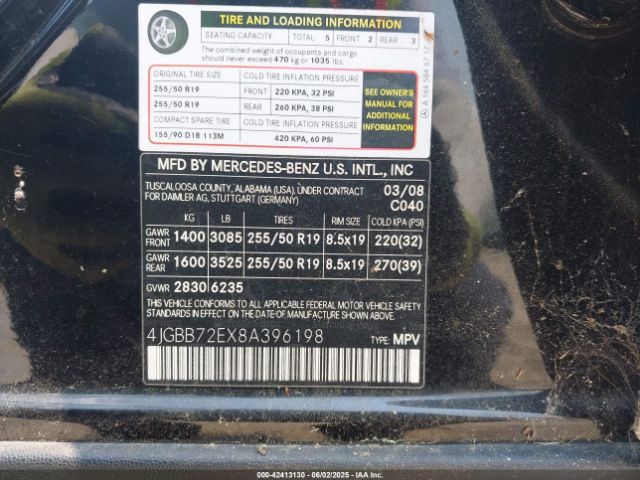 TIRE AND LOADING INFORMATION
SEATING CAPACITY TOTAL 5 FRONT 2 REAR 3
The combined weight of occupants and cargo
should never exceed 470 kg or 1035 lbs.
ORIGINAL TIRE SIZE COLD TIRE INFLATION PRESSURE
255/50 R19 FRONT 220 KPA, 32 PSI
255/50 R19 REAR 260 KPA, 38 PSI
COMPACT SPARE TIRE COLD TIRE INFLATION PRESSURE
155/90 D18 113M 420 KPA, 60 PSI
SEE OWNER'S
MANUAL FOR
ADDITIONAL
INFORMATION
A 164 584 67 17
MFD BY MERCEDES-BENZ U.S. INTL., INC
TUSCALOOSA COUNTY, ALABAMA (USA), UNDER CONTRACT
FOR DAIMLER AG, STUTTGART (GERMANY)
03/08
C040
KG LB TIRES RIM SIZE COLD KPA (PSI)
GAWR FRONT 1400 3085 255/50 R19 8.5x19 220(32)
GAWR REAR 1600 3525 255/50 R19 8.5x19 270(39)
GVWR 2830 6235
THIS VEHICLE CONFORMS TO ALL APPLICABLE FEDERAL MOTOR VEHICLE SAFETY
STANDARDS IN EFFECT ON THE DATE OF MANUFACTURE SHOWN ABOVE.
4JGBB72EX8A396198 TYPE: MPV
000-42413130 - 06/02/2025 - COPYRIGHT IAA, LLC.